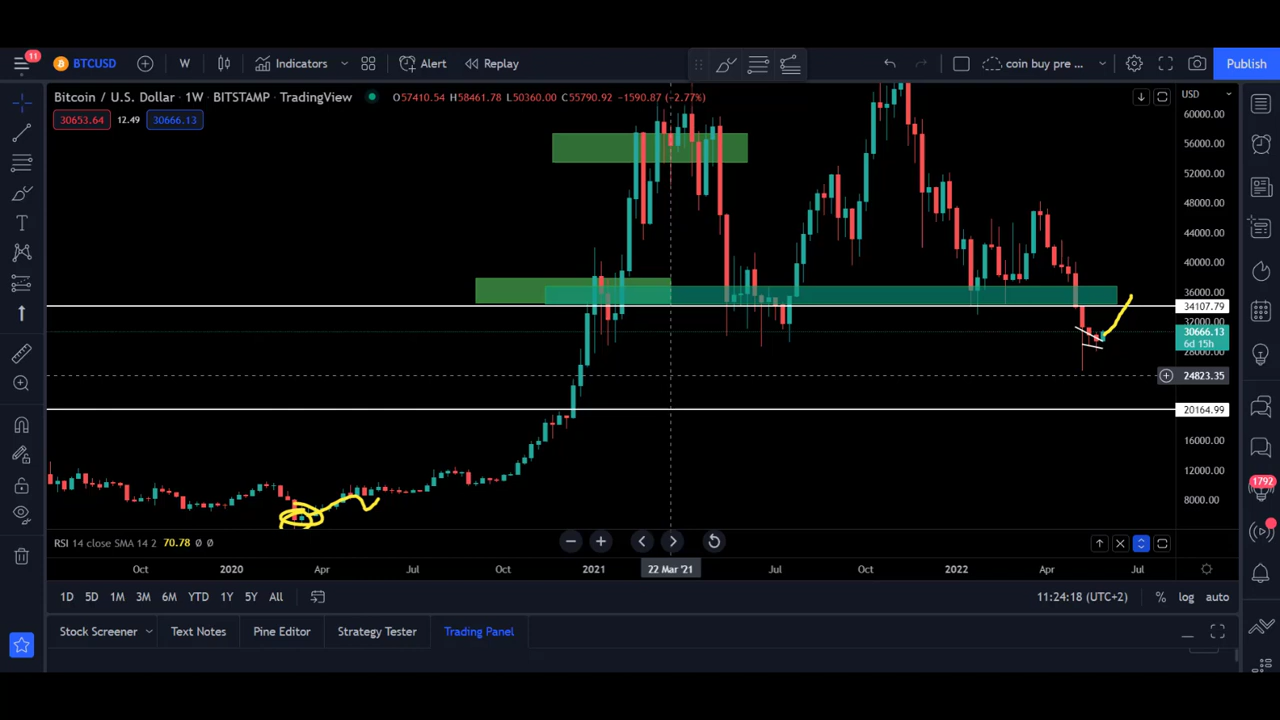 11
BTCUSD
W
Indicators
Alert
Replay
coin buy pre ...
Publish
Bitcoin / U.S. Dollar · 1W · BITSTAMP · TradingView
O57410.54 H58461.78 L50360.00 C55790.92 −1590.87 (−2.77%)
USD
30653.64 12.49 30666.13
60000.00
56000.00
52000.00
48000.00
44000.00
40000.00
36000.00
34107.79
32000.00
30666.13
6d 15h
28000.00
24823.35
20164.99
16000.00
12000.00
8000.00
1792
RSI 14 close SMA 14 2 70.78 Ø Ø
Oct 2020 Apr Jul Oct 2021 22 Mar '21 Jul Oct 2022 Apr Jul
1D 5D 1M 3M 6M YTD 1Y 5Y All
11:24:18 (UTC+2) % log auto
Stock Screener Text Notes Pine Editor Strategy Tester Trading Panel